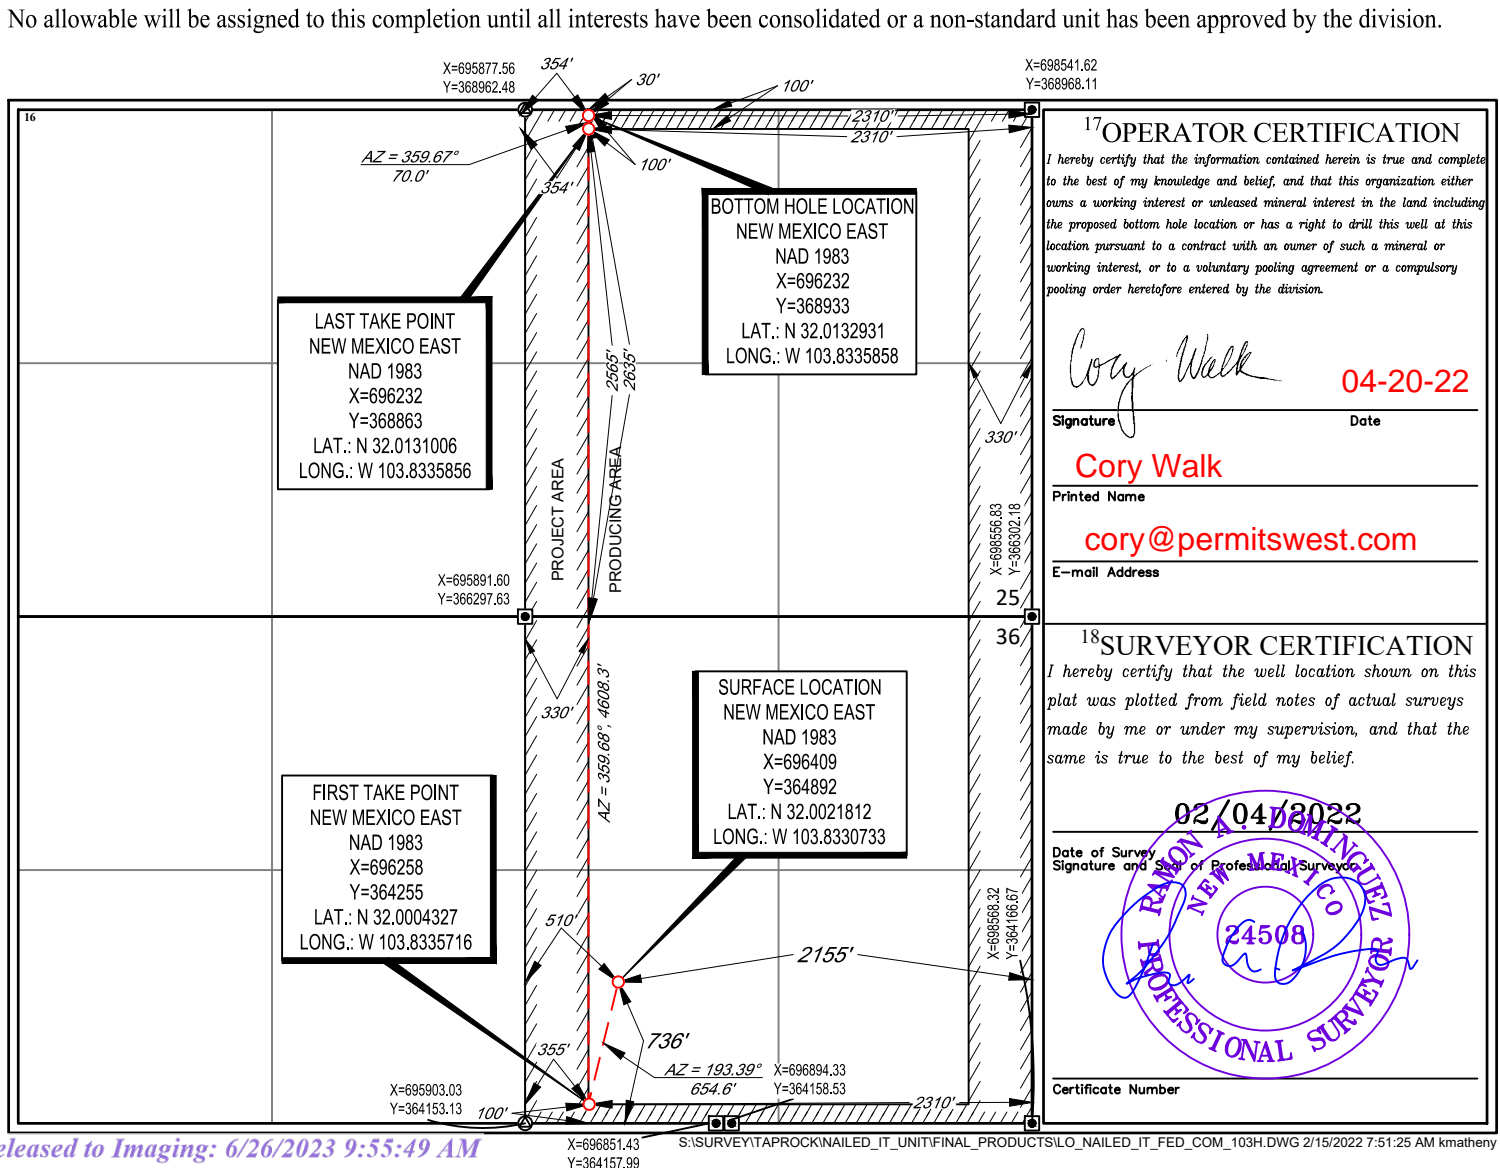 No allowable will be assigned to this completion until all interests have been consolidated or a non-standard unit has been approved by the division.
X=695877.56
Y=368962.48
354'
30'
100'
X=698541.62
Y=368968.11
16
2310'
2310'
AZ = 359.67°
70.0'
354'
100'
BOTTOM HOLE LOCATION
NEW MEXICO EAST
NAD 1983
X=696232
Y=368933
LAT.: N 32.0132931
LONG.: W 103.8335858
LAST TAKE POINT
NEW MEXICO EAST
NAD 1983
X=696232
Y=368863
LAT.: N 32.0131006
LONG.: W 103.8335856
2565'
2635'
330'
PROJECT AREA
PRODUCING AREA
X=698556.83
Y=366302.18
X=695891.60
Y=366297.63
25
36
330'
AZ = 359.68°, 4608.3'
SURFACE LOCATION
NEW MEXICO EAST
NAD 1983
X=696409
Y=364892
LAT.: N 32.0021812
LONG.: W 103.8330733
FIRST TAKE POINT
NEW MEXICO EAST
NAD 1983
X=696258
Y=364255
LAT.: N 32.0004327
LONG.: W 103.8335716
510'
2155'
X=698568.32
Y=364166.67
736'
355'
AZ = 193.39°
654.6'
X=696894.33
Y=364158.53
X=695903.03
Y=364153.13
100'
2310'
X=696851.43
Y=364157.99
17OPERATOR CERTIFICATION
I hereby certify that the information contained herein is true and complete
to the best of my knowledge and belief, and that this organization either
owns a working interest or unleased mineral interest in the land including
the proposed bottom hole location or has a right to drill this well at this
location pursuant to a contract with an owner of such a mineral or
working interest, or to a voluntary pooling agreement or a compulsory
pooling order heretofore entered by the division.
Cory Walk
04-20-22
Signature Date
Cory Walk
Printed Name
cory@permitswest.com
E-mail Address
18SURVEYOR CERTIFICATION
I hereby certify that the well location shown on this
plat was plotted from field notes of actual surveys
made by me or under my supervision, and that the
same is true to the best of my belief.
02/04/2022
Date of Survey
Signature and Seal of Professional Surveyor
RAMON A. DOMINGUEZ
NEW MEXICO
24508
PROFESSIONAL SURVEYOR
Certificate Number
eleased to Imaging: 6/26/2023 9:55:49 AM
S:\SURVEY\TAPROCK\NAILED_IT_UNIT\FINAL_PRODUCTS\LO_NAILED_IT_FED_COM_103H.DWG 2/15/2022 7:51:25 AM kmatheny